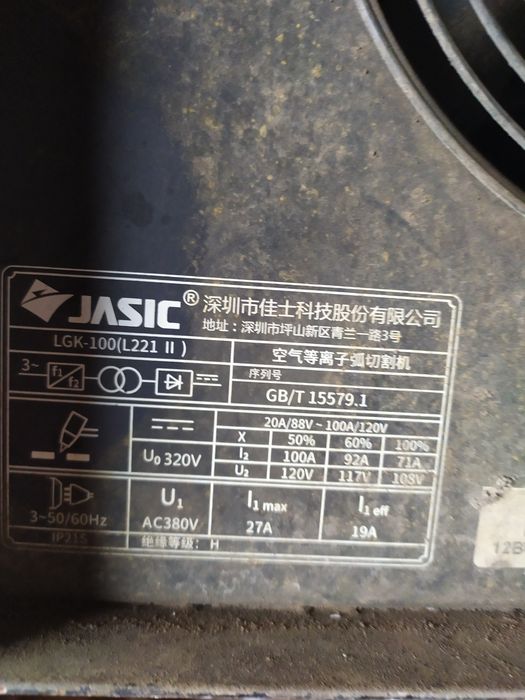 JASIC® 深圳市佳士科技股份有限公司
地址：深圳市坪山新区青兰一路3号
LGK-100(L221 II)
空气等离子弧切割机
序列号
3~ f1 f2
GB/T 15579.1
20A/88V~100A/120V
X 50% 60% 100%
U0 320V
I2 100A 92A 71A
U2 120V 117V 108V
U1 I1 max I1 eff
3~50/60Hz AC380V 27A 19A
IP21S 绝缘等级：H